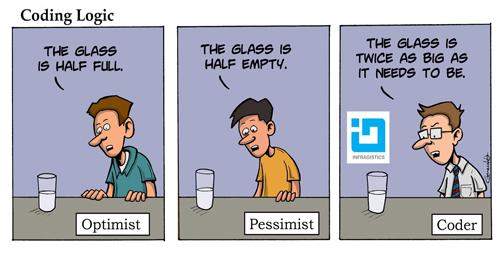 Coding Logic
THE GLASS
IS HALF FULL.
Optimist
THE GLASS IS
HALF EMPTY.
Pessimist
THE GLASS IS
TWICE AS BIG AS
IT NEEDS TO BE.
INFRAGISTICS
Coder